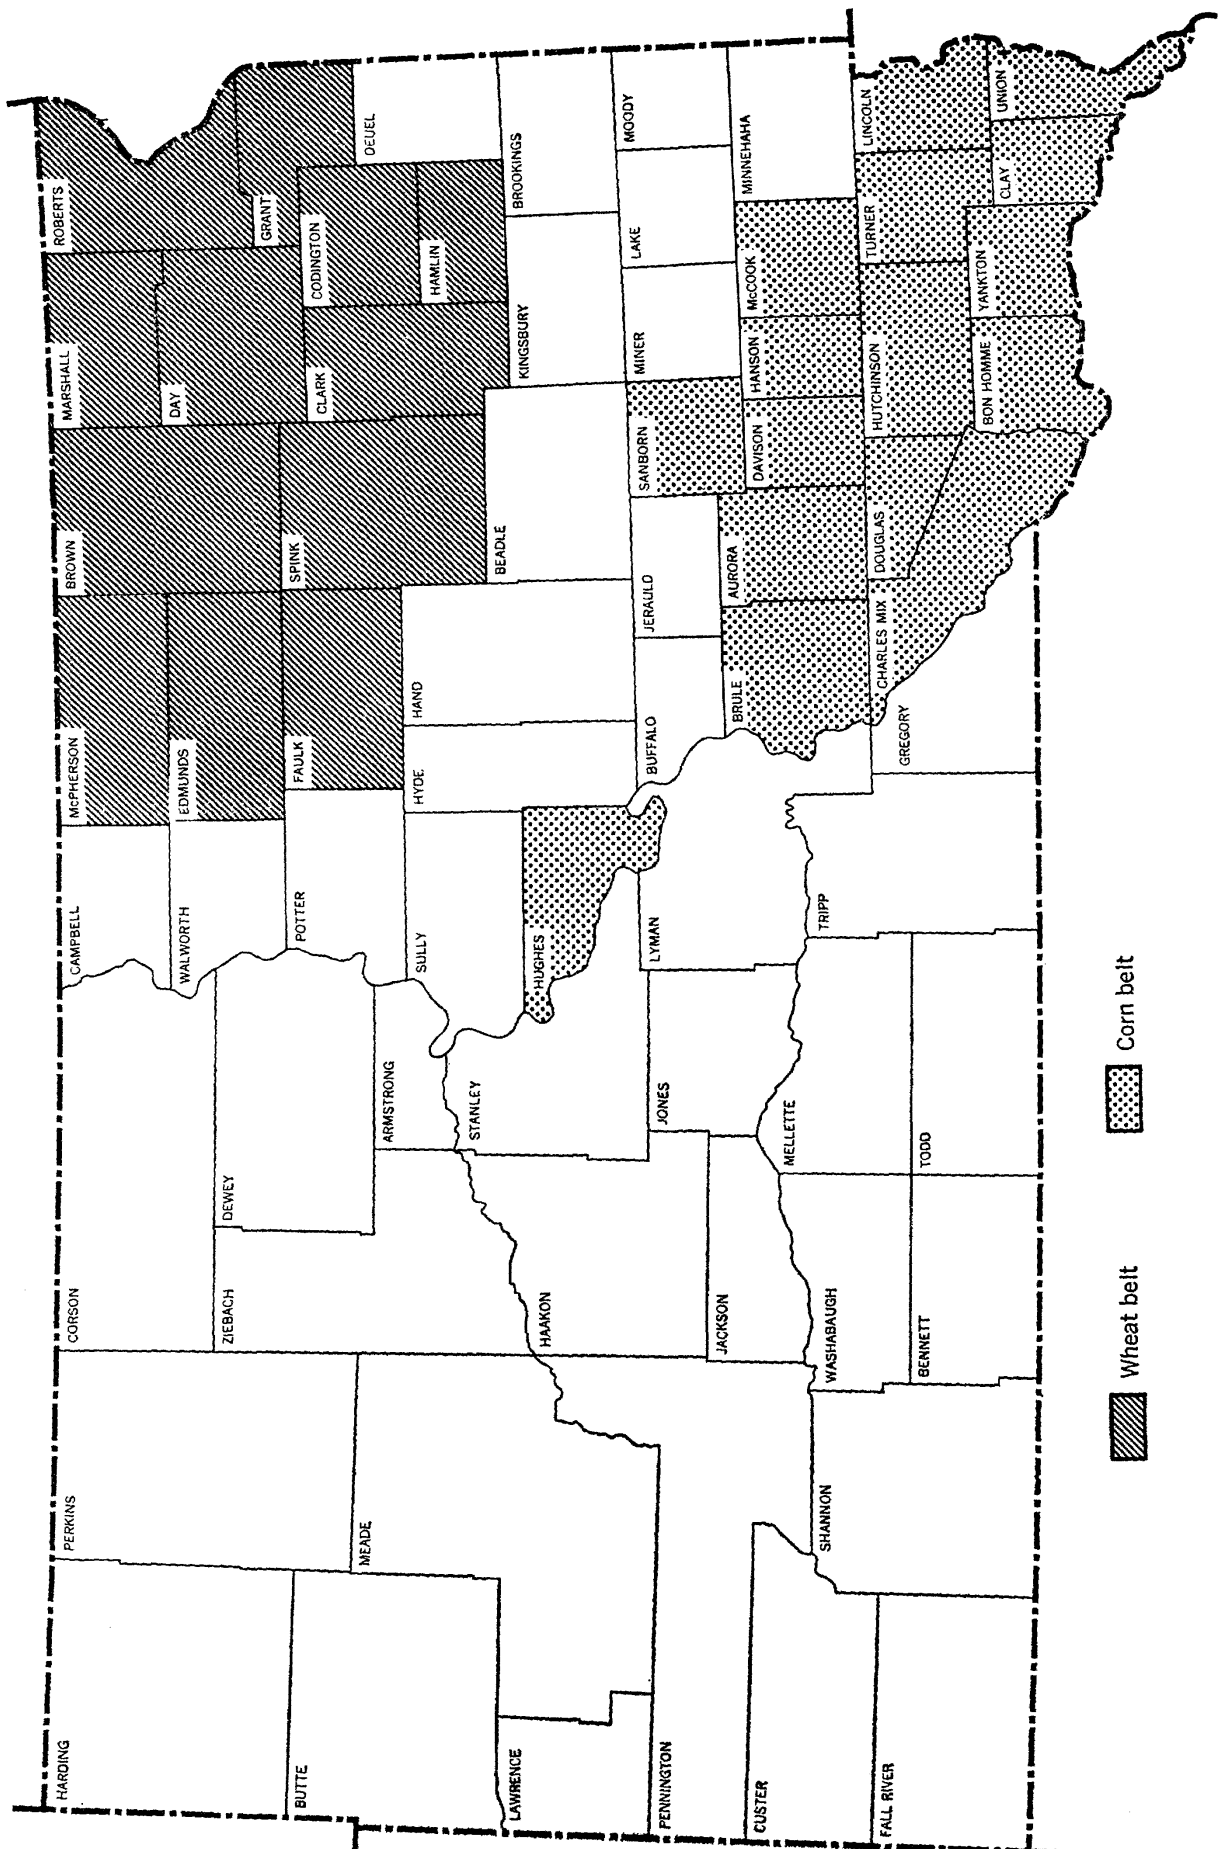 HARDING
PERKINS
CORSON
CAMPBELL
McPHERSON
BROWN
MARSHALL
ROBERTS
BUTTE
ZIEBACH
DEWEY
WALWORTH
EDMUNDS
DAY
GRANT
MEADE
ARMSTRONG
POTTER
FAULK
SPINK
CLARK
CODINGTON
DEUEL
LAWRENCE
HAAKON
STANLEY
SULLY
HYDE
HAND
BEADLE
HAMLIN
HUGHES
KINGSBURY
BROOKINGS
PENNINGTON
JACKSON
JONES
LYMAN
BUFFALO
JERAULD
SANBORN
MINER
LAKE
MOODY
CUSTER
BRULE
AURORA
DAVISON
HANSON
McCOOK
MINNEHAHA
SHANNON
WASHABAUGH
MELLETTE
TRIPP
GREGORY
CHARLES MIX
DOUGLAS
HUTCHINSON
TURNER
LINCOLN
FALL RIVER
BENNETT
TODD
BON HOMME
YANKTON
CLAY
UNION
Wheat belt
Corn belt